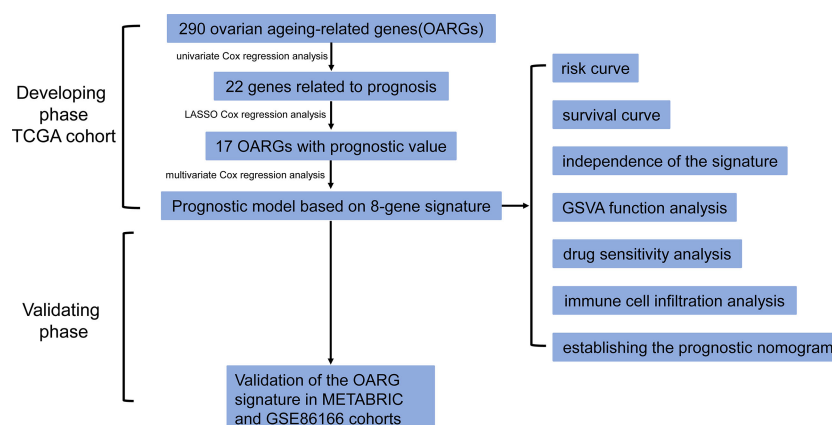 290 ovarian ageing-related genes(OARGs)
univariate Cox regression analysis
22 genes related to prognosis
LASSO Cox regression analysis
17 OARGs with prognostic value
multivariate Cox regression analysis
Prognostic model based on 8-gene signature
Developing
phase
TCGA cohort
risk curve
survival curve
independence of the signature
GSVA function analysis
drug sensitivity analysis
immune cell infiltration analysis
establishing the prognostic nomogram
Validating
phase
Validation of the OARG
signature in METABRIC
and GSE86166 cohorts